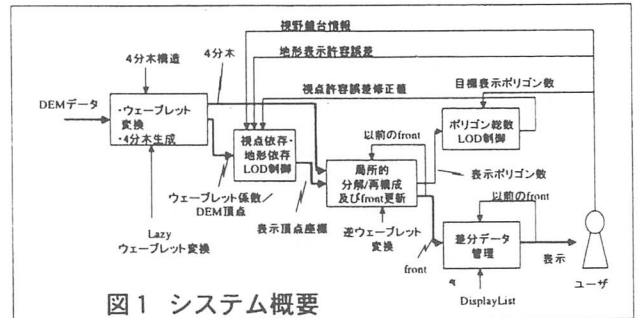 視野錐台情報
4分木構造
4分木
地形表示許容誤差
視点許容誤差修正値
目標表示ポリゴン数
DEMデータ
・ウェーブレット
変換
・4分木生成
視点依存・
地形依存
LOD制御
以前のfront
ポリゴン総数
LOD制御
局所的
分解/再構成
及びfront更新
表示ポリゴン数
ウェーブレット係数/
DEM頂点
以前のfront
Lazy
ウェーブレット変換
表示頂点座標
逆ウェーブレット
変換
front
差分データ
管理
表示
ユーザ
DisplayList
図1 システム概要